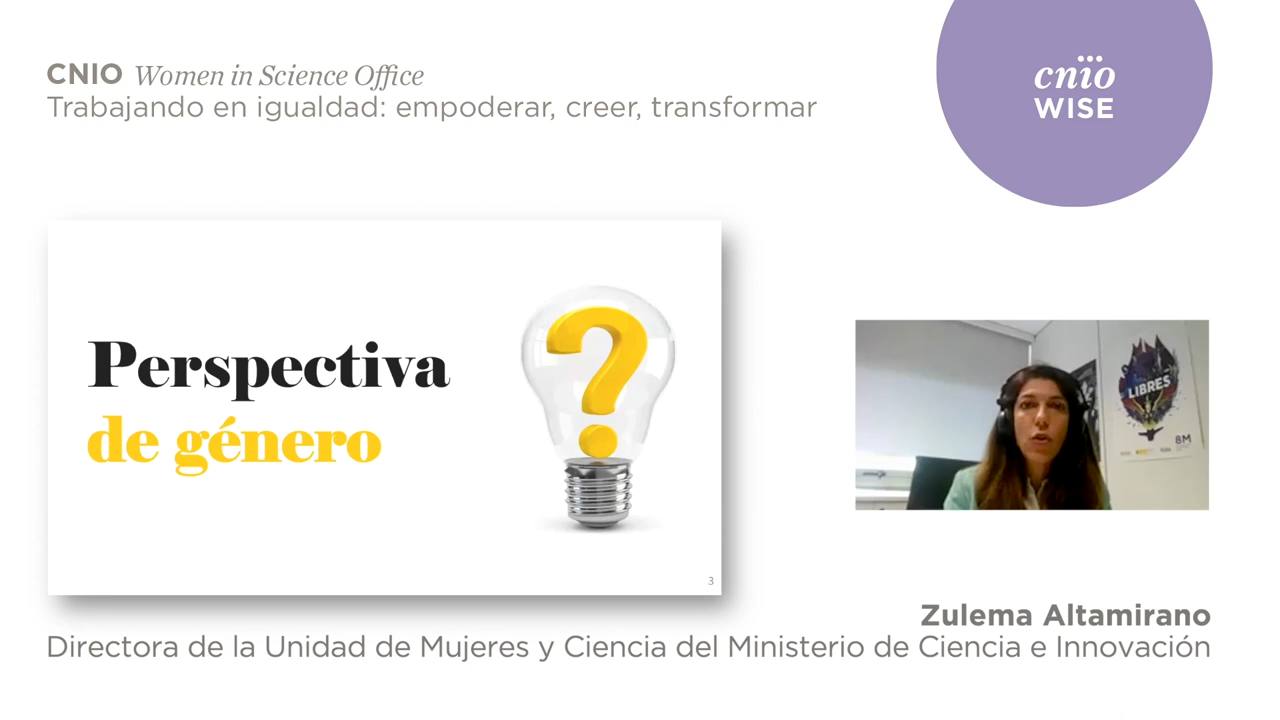 CNIO Women in Science Office
Trabajando en igualdad: empoderar, creer, transformar
cnio
WISE
Perspectiva
de género
?
3
LIBRES
8M
Zulema Altamirano
Directora de la Unidad de Mujeres y Ciencia del Ministerio de Ciencia e Innovación